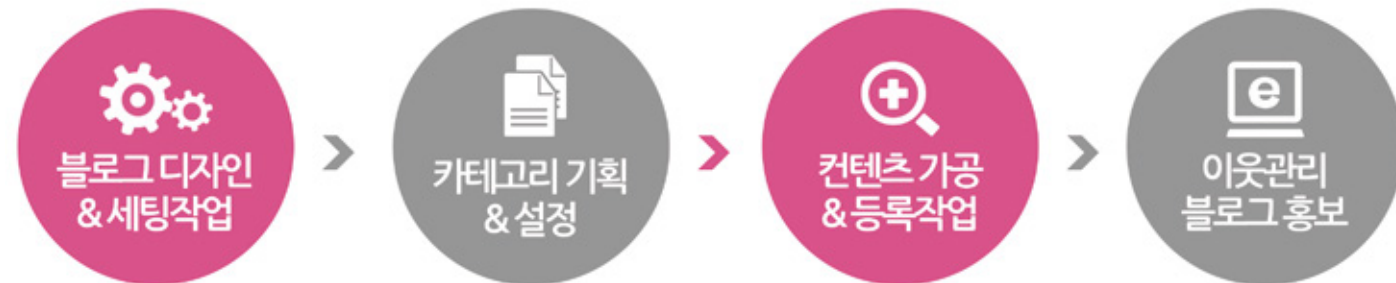 블로그 디자인
& 세팅작업
카테고리 기획
& 설정
컨텐츠 가공
& 등록작업
e
이웃관리
블로그 홍보